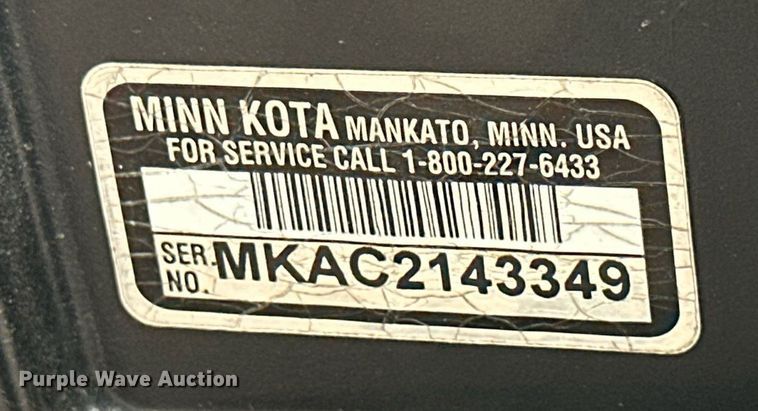 MINN KOTA MANKATO, MINN. USA
FOR SERVICE CALL 1-800-227-6433
SER. NO. MKAC2143349
Purple Wave Auction